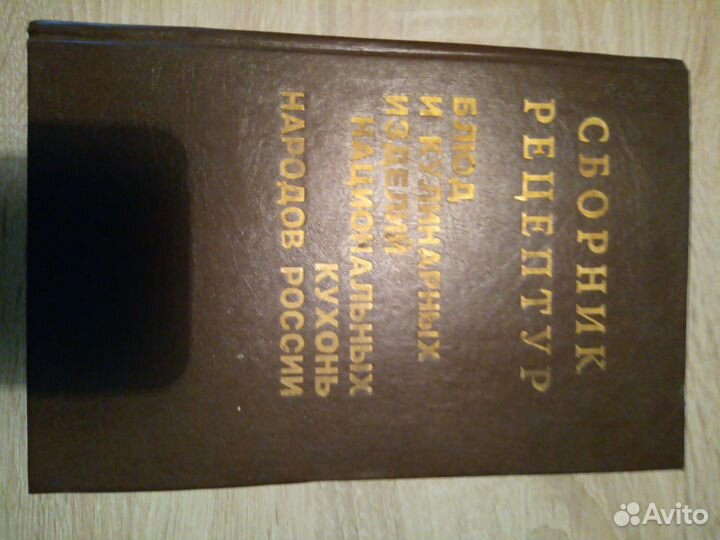 СБОРНИК
РЕЦЕПТУР
БЛЮД
И КУЛИНАРНЫХ
ИЗДЕЛИЙ
НАЦИОНАЛЬНЫХ
КУХОНЬ
НАРОДОВ РОССИИ
Avito